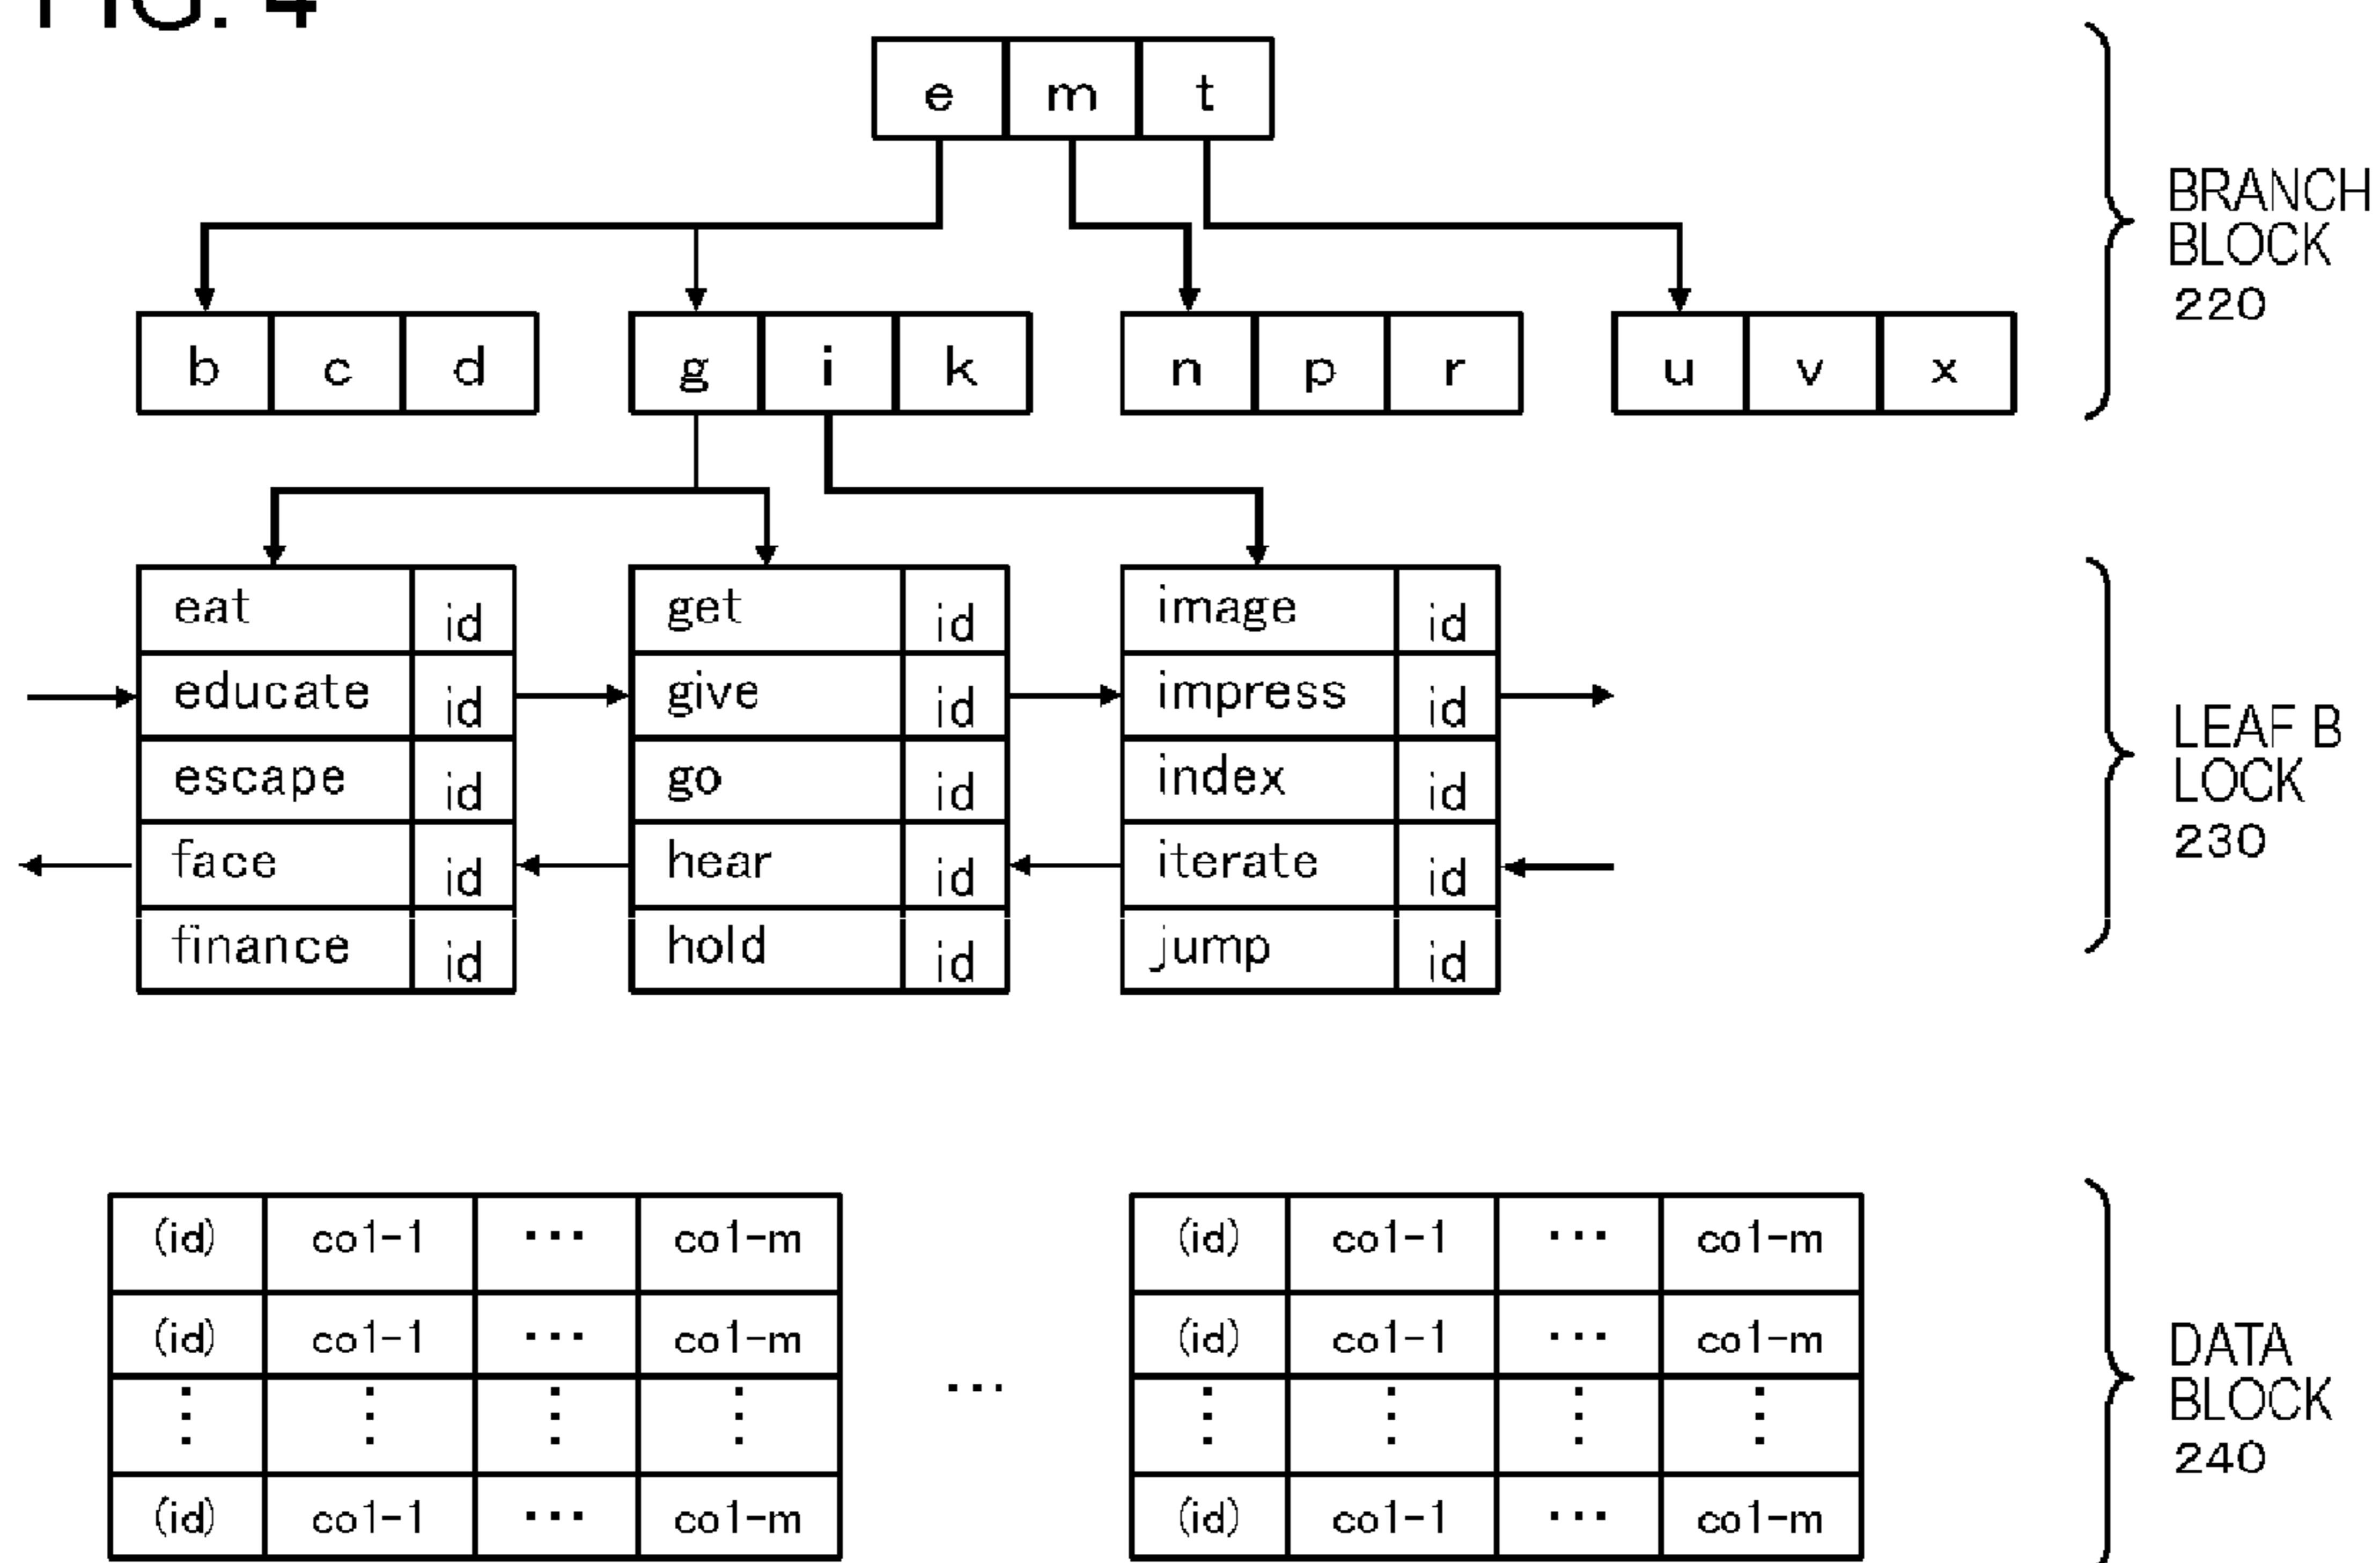 FIG. 4
e m t
BRANCH
BLOCK
220
b c d g i k n p r u v x
eat id get id image id
educate id give id impress id
escape id go id index id
face id hear id iterate id
finance id hold id jump id
LEAF B
LOCK
230
(id) co1-1 ... co1-m (id) co1-1 ... co1-m
(id) co1-1 ... co1-m (id) co1-1 ... co1-m
...
(id) co1-1 ... co1-m (id) co1-1 ... co1-m
DATA
BLOCK
240